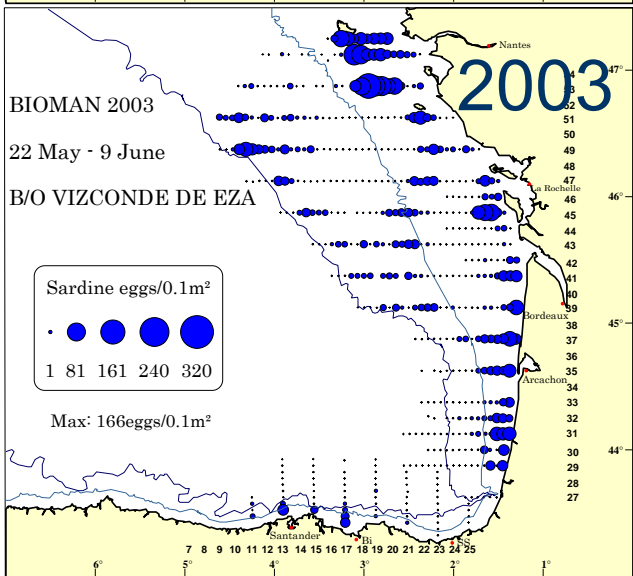 Nantes
2003
47°
54
53
52
BIOMAN 2003
51
50
22 May - 9 June
49
48
47
La Rochelle
B/O VIZCONDE DE EZA
46
46°
45
44
43
42
41
Sardine eggs/0.1m²
40
39
Bordeaux
45°
38
37
1 81 161 240 320
36
35
Arcachon
34
Max: 166eggs/0.1m²
33
32
31
44°
30
29
28
27
Santander
Bi
SS
7 8 9 10 11 12 13 14 15 16 17 18 19 20 21 22 23 24 25
6° 5° 4° 3° 2° 1°